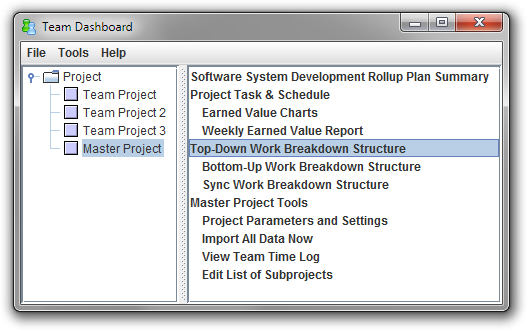 Team Dashboard
File Tools Help
Project
Team Project
Team Project 2
Team Project 3
Master Project
Software System Development Rollup Plan Summary
Project Task & Schedule
Earned Value Charts
Weekly Earned Value Report
Top-Down Work Breakdown Structure
Bottom-Up Work Breakdown Structure
Sync Work Breakdown Structure
Master Project Tools
Project Parameters and Settings
Import All Data Now
View Team Time Log
Edit List of Subprojects